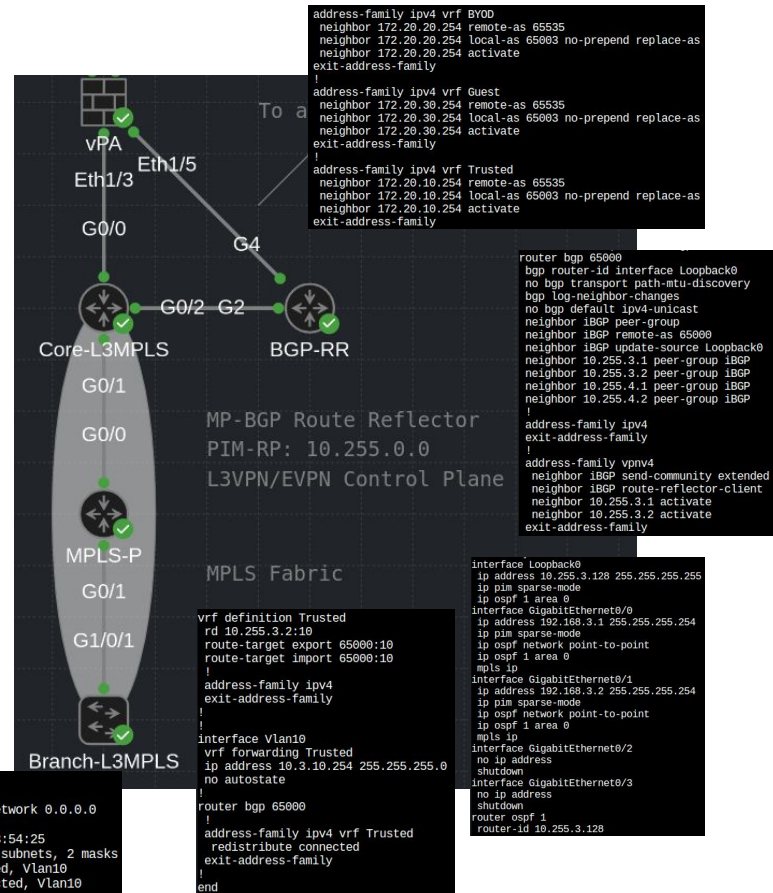 address-family ipv4 vrf BYOD
neighbor 172.20.20.254 remote-as 65535
neighbor 172.20.20.254 local-as 65003 no-prepend replace-as
neighbor 172.20.20.254 activate
exit-address-family
!
address-family ipv4 vrf Guest
neighbor 172.20.30.254 remote-as 65535
neighbor 172.20.30.254 local-as 65003 no-prepend replace-as
neighbor 172.20.30.254 activate
exit-address-family
!
address-family ipv4 vrf Trusted
neighbor 172.20.10.254 remote-as 65535
neighbor 172.20.10.254 local-as 65003 no-prepend replace-as
neighbor 172.20.10.254 activate
exit-address-family
To a
vPA
Eth1/3
Eth1/5
G0/0
G4
G0/2
G2
Core-L3MPLS
BGP-RR
G0/1
G0/0
MP-BGP Route Reflector
PIM-RP: 10.255.0.0
L3VPN/EVPN Control Plane
MPLS-P
MPLS Fabric
G0/1
G1/0/1
Branch-L3MPLS
router bgp 65000
bgp router-id interface Loopback0
no bgp transport path-mtu-discovery
bgp log-neighbor-changes
no bgp default ipv4-unicast
neighbor iBGP peer-group
neighbor iBGP remote-as 65000
neighbor iBGP update-source Loopback0
neighbor 10.255.3.1 peer-group iBGP
neighbor 10.255.3.2 peer-group iBGP
neighbor 10.255.4.1 peer-group iBGP
neighbor 10.255.4.2 peer-group iBGP
!
address-family ipv4
exit-address-family
!
address-family vpnv4
neighbor iBGP send-community extended
neighbor iBGP route-reflector-client
neighbor 10.255.3.1 activate
neighbor 10.255.3.2 activate
exit-address-family
interface Loopback0
ip address 10.255.3.128 255.255.255.255
ip pim sparse-mode
ip ospf 1 area 0
interface GigabitEthernet0/0
ip address 192.168.3.1 255.255.255.254
ip pim sparse-mode
ip ospf network point-to-point
ip ospf 1 area 0
mpls ip
interface GigabitEthernet0/1
ip address 192.168.3.2 255.255.255.254
ip pim sparse-mode
ip ospf network point-to-point
ip ospf 1 area 0
mpls ip
interface GigabitEthernet0/2
no ip address
shutdown
interface GigabitEthernet0/3
no ip address
shutdown
router ospf 1
router-id 10.255.3.128
vrf definition Trusted
rd 10.255.3.2:10
route-target export 65000:10
route-target import 65000:10
!
address-family ipv4
exit-address-family
!
!
interface Vlan10
vrf forwarding Trusted
ip address 10.3.10.254 255.255.255.0
no autostate
!
router bgp 65000
!
address-family ipv4 vrf Trusted
redistribute connected
exit-address-family
!
end
network 0.0.0.0
:54:25
subnets, 2 masks
Vlan10
Vlan10